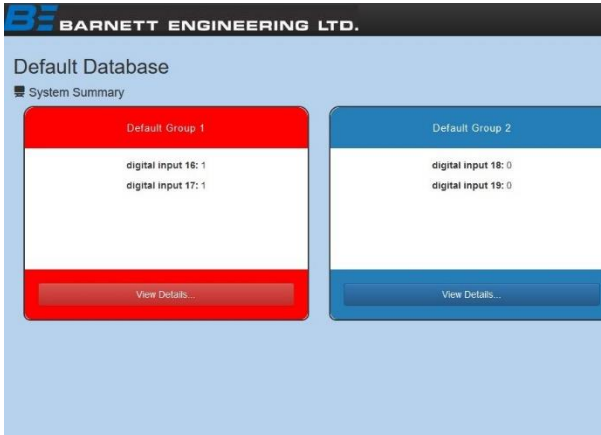 BE BARNETT ENGINEERING LTD.
Default Database
System Summary
Default Group 1
digital input 16: 1
digital input 17: 1
View Details...
Default Group 2
digital input 18: 0
digital input 19: 0
View Details...